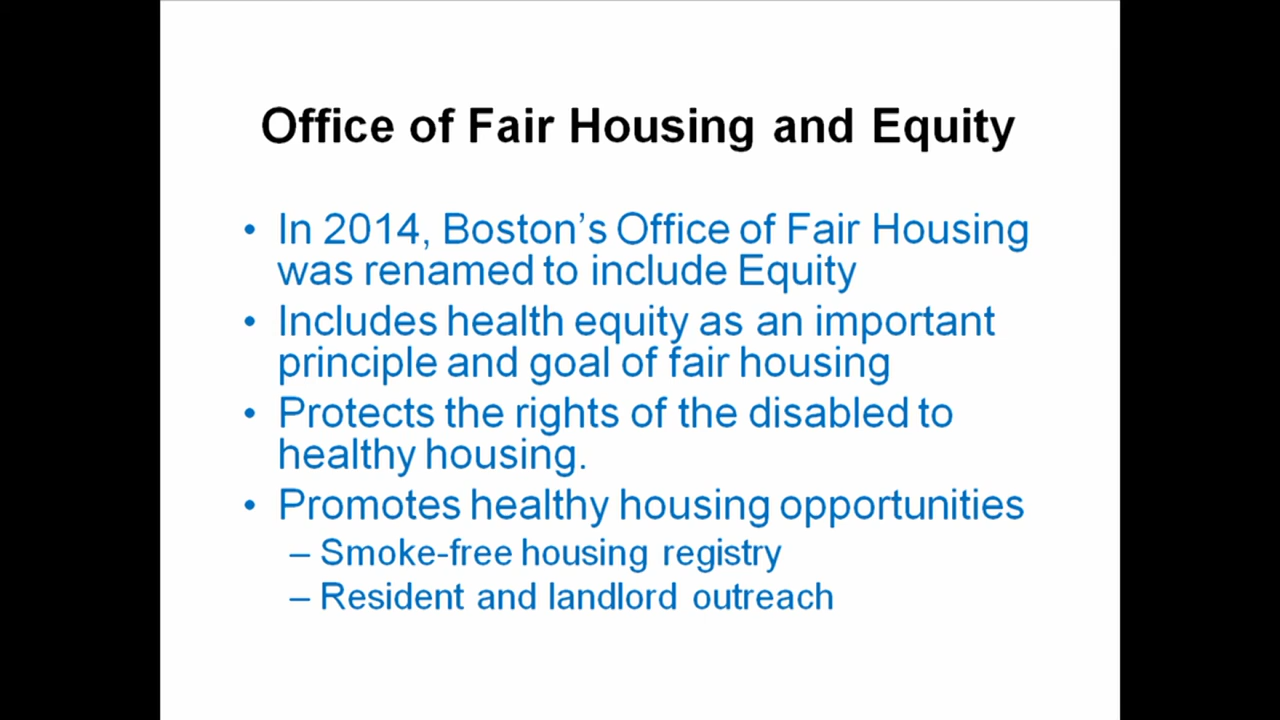 Office of Fair Housing and Equity
• In 2014, Boston’s Office of Fair Housing
was renamed to include Equity
• Includes health equity as an important
principle and goal of fair housing
• Protects the rights of the disabled to
healthy housing.
• Promotes healthy housing opportunities
– Smoke-free housing registry
– Resident and landlord outreach